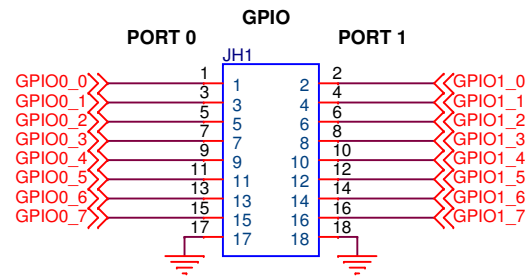 GPIO
PORT 0 PORT 1
JH1
GPIO0_0 1 1 2 2 GPIO1_0
GPIO0_1 3 3 4 4 GPIO1_1
GPIO0_2 5 5 6 6 GPIO1_2
GPIO0_3 7 7 8 8 GPIO1_3
GPIO0_4 9 9 10 10 GPIO1_4
GPIO0_5 11 11 12 12 GPIO1_5
GPIO0_6 13 13 14 14 GPIO1_6
GPIO0_7 15 15 16 16 GPIO1_7
17 17 18 18